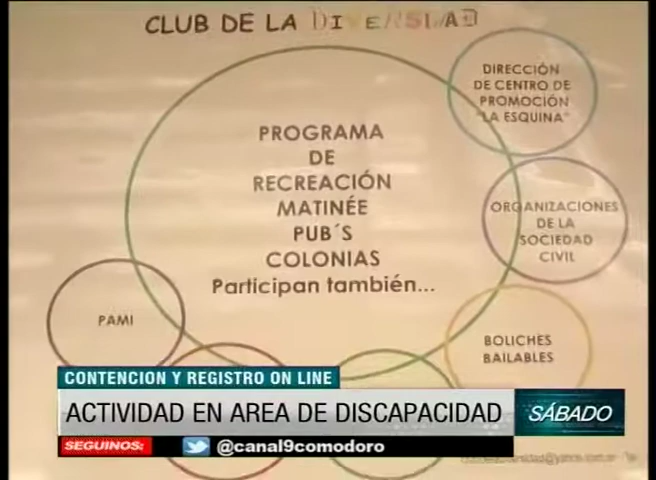 CLUB DE LA DIVERSIDAD
DIRECCIÓN
DE CENTRO DE
PROMOCIÓN
"LA ESQUINA"
PROGRAMA
DE
RECREACIÓN
MATINÉE
PUB´S
COLONIAS
Participan también...
ORGANIZACIONES
DE LA
SOCIEDAD
CIVIL
PAMI
BOLICHES
BAILABLES
CONTENCION Y REGISTRO ON LINE
ACTIVIDAD EN AREA DE DISCAPACIDAD
SÁBADO
SEGUINOS:
@canal9comodoro